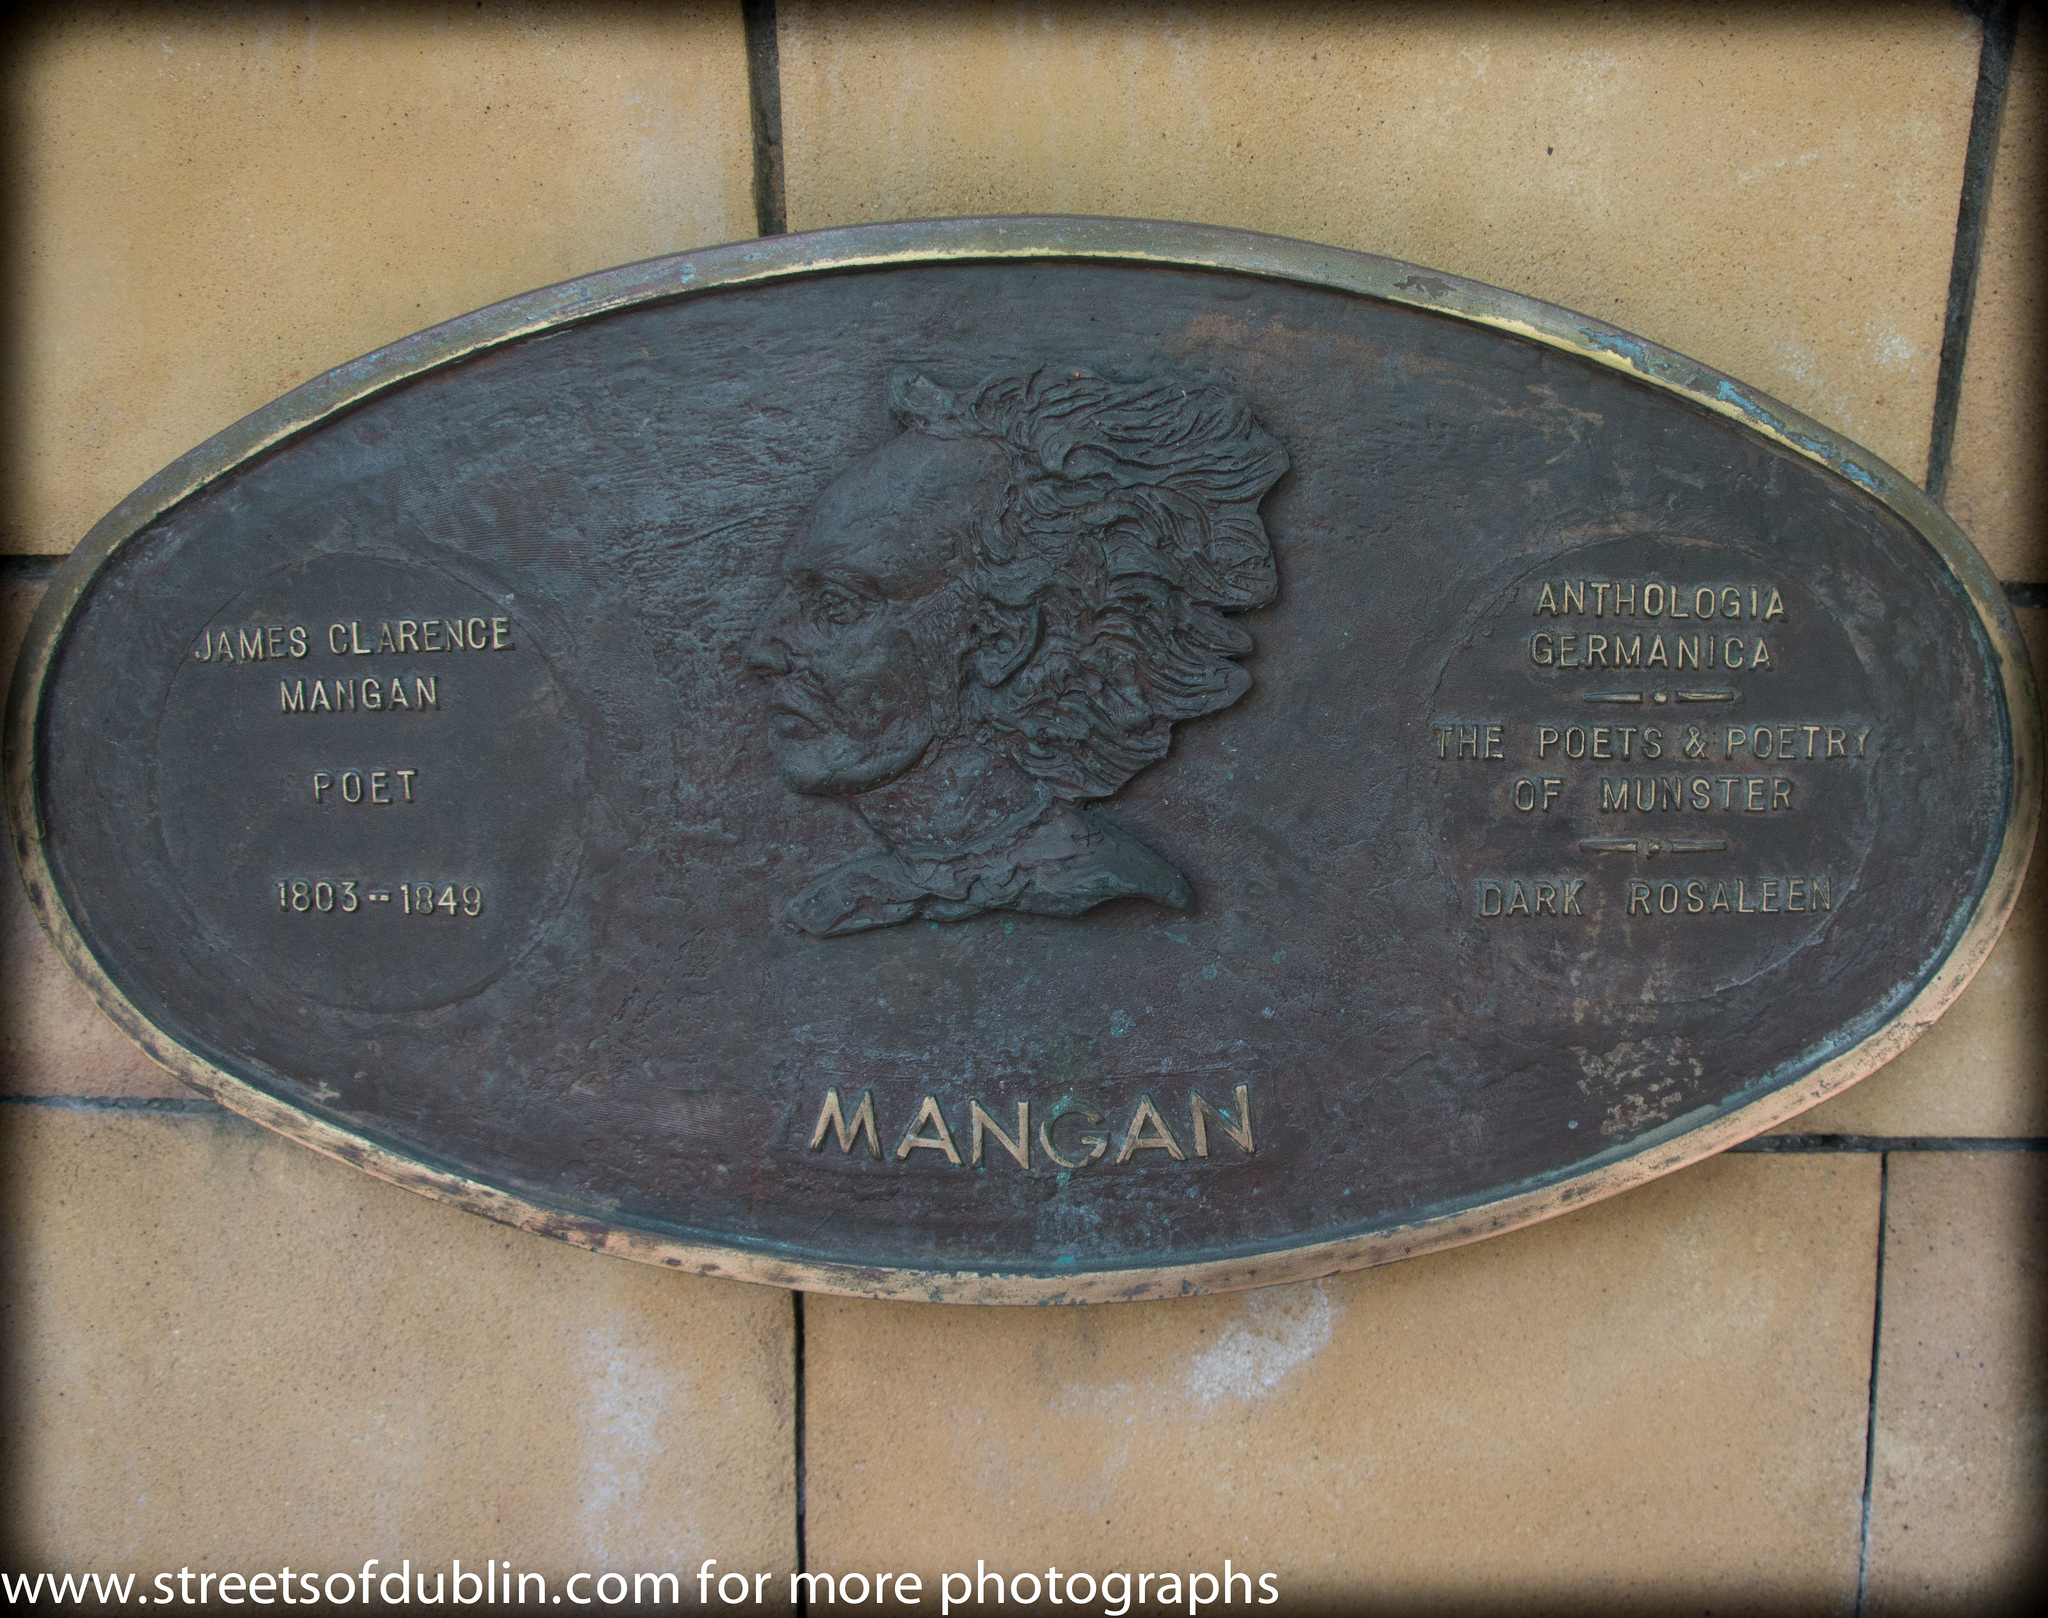 JAMES CLARENCE
MANGAN
POET
1803--1849
ANTHOLOGIA
GERMANICA
THE POETS & POETRY
OF MUNSTER
DARK ROSALEEN
MANGAN
www.streetsofdublin.com for more photographs